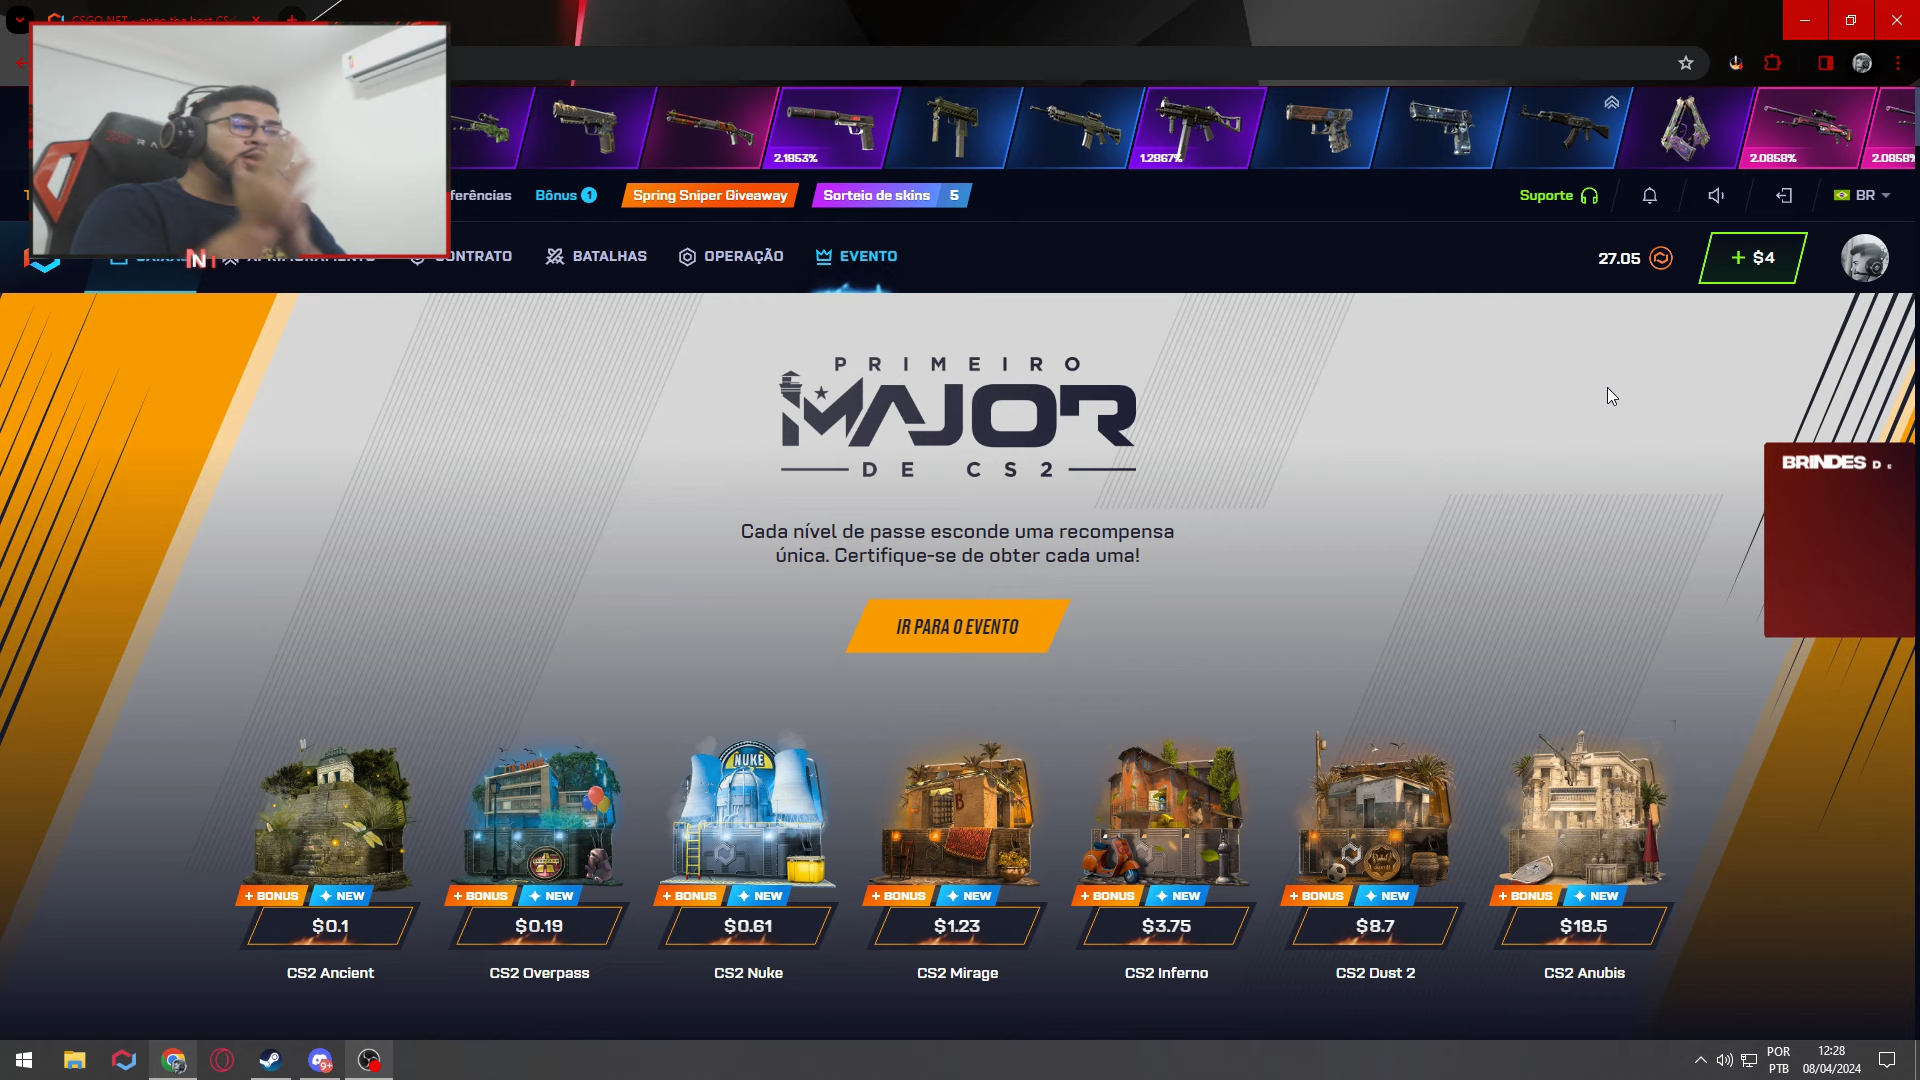 2.1853%
1.2867%
2.0858%
2.0858%
ferências
Bônus 1
Spring Sniper Giveaway
Sorteio de skins 5
Suporte
BR
CONTRATO
BATALHAS
OPERAÇÃO
EVENTO
27.05
+ $4
PRIMEIRO
MAJOR
DE CS2
BRINDES D
Cada nível de passe esconde uma recompensa
única. Certifique-se de obter cada uma!
IR PARA O EVENTO
NUKE
B
+ BONUS NEW
+ BONUS NEW
+ BONUS NEW
+ BONUS NEW
+ BONUS NEW
+ BONUS NEW
+ BONUS NEW
$0.1
$0.19
$0.61
$1.23
$3.75
$8.7
$18.5
CS2 Ancient
CS2 Overpass
CS2 Nuke
CS2 Mirage
CS2 Inferno
CS2 Dust 2
CS2 Anubis
9+
POR
PTB
12:28
08/04/2024